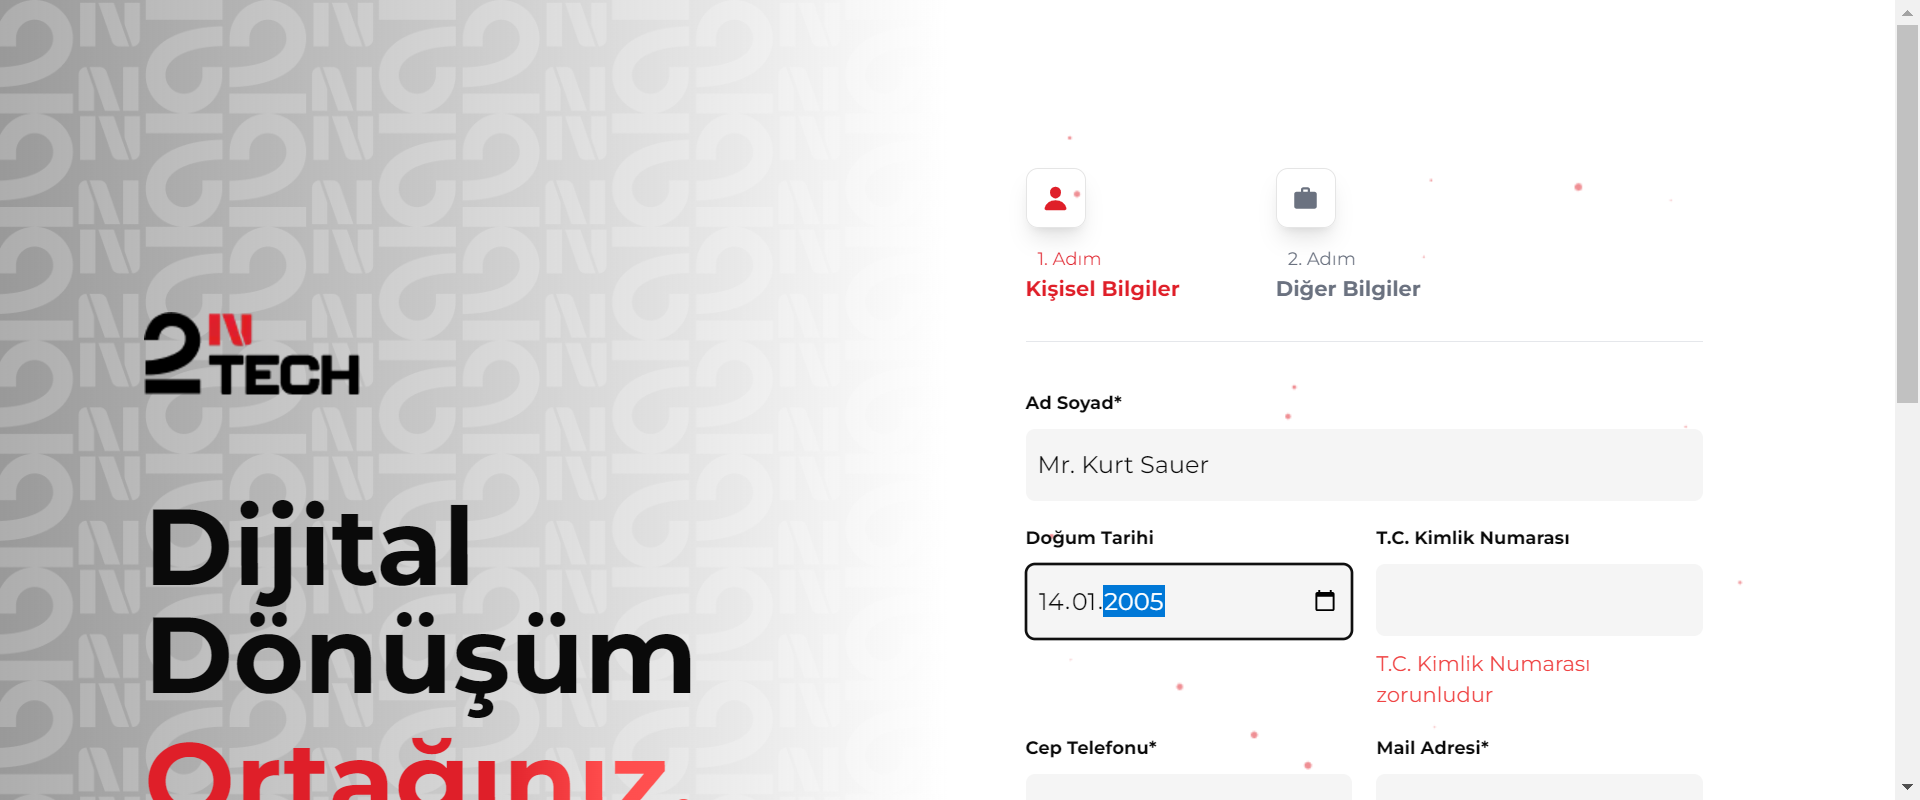 2N
TECH
Dijital
Dönüşüm
Ortağınız
1. Adım
Kişisel Bilgiler
2. Adım
Diğer Bilgiler
Ad Soyad*
Mr. Kurt Sauer
Doğum Tarihi
T.C. Kimlik Numarası
14.01.2005
T.C. Kimlik Numarası
zorunludur
Cep Telefonu*
Mail Adresi*